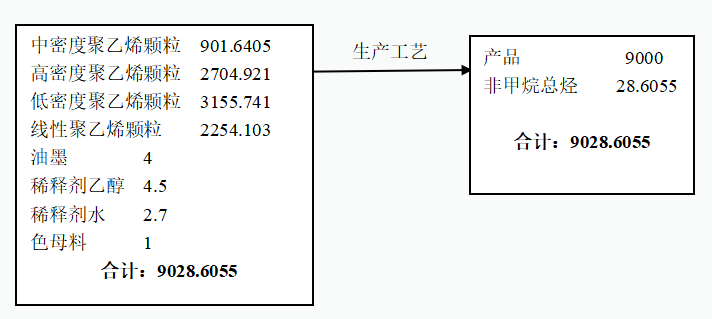 中密度聚乙烯颗粒 901.6405
高密度聚乙烯颗粒 2704.921
低密度聚乙烯颗粒 3155.741
线性聚乙烯颗粒 2254.103
油墨 4
稀释剂乙醇 4.5
稀释剂水 2.7
色母料 1
合计：9028.6055
生产工艺
产品 9000
非甲烷总烃 28.6055
合计：9028.6055